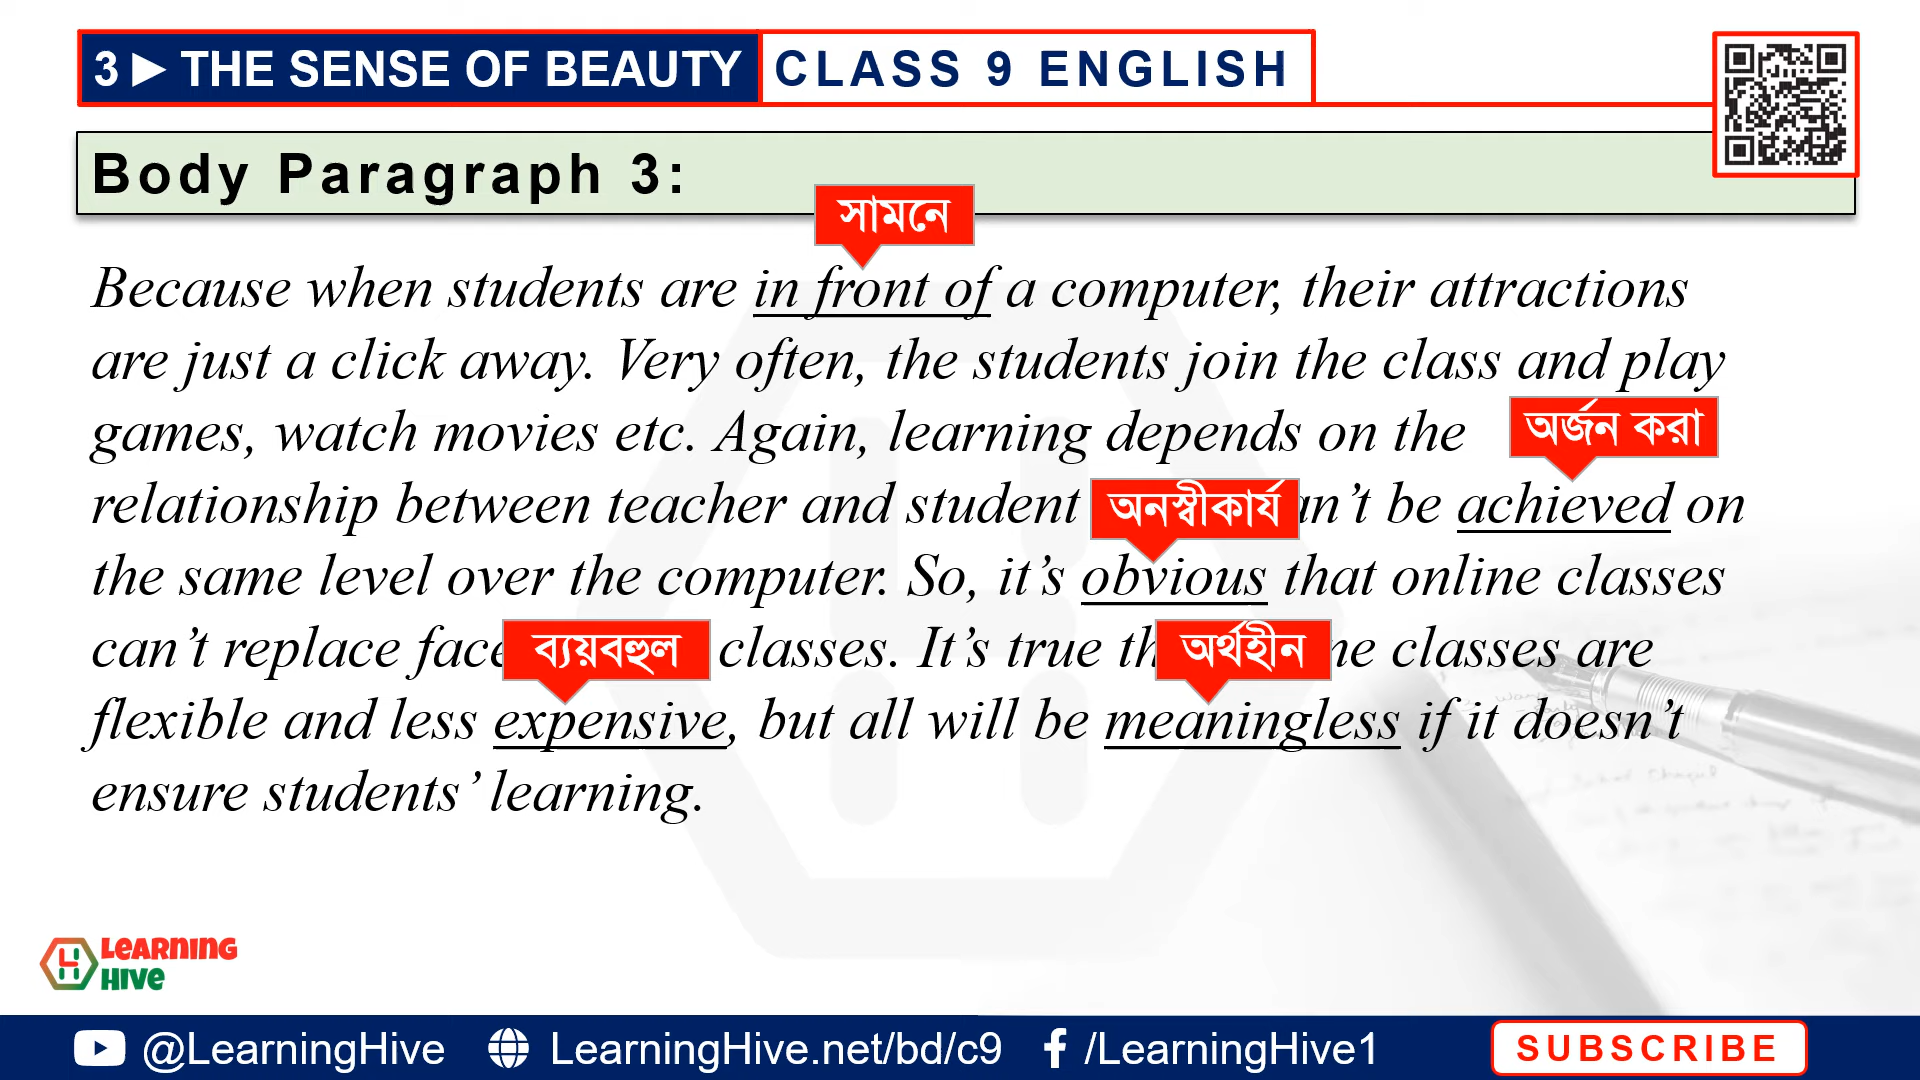 3►THE SENSE OF BEAUTY CLASS 9 ENGLISH
Body Paragraph 3:
সামনে
Because when students are in front of a computer, their attractions
are just a click away. Very often, the students join the class and play
games, watch movies etc. Again, learning depends on the
অর্জন করা
relationship between teacher and student
অনস্বীকার্য
be achieved on
the same level over the computer. So, it’s obvious that online classes
can’t replace
ব্যয়বহুল
classes. It’s true
অর্থহীন
classes are
flexible and less expensive, but all will be meaningless if it doesn’t
ensure students’ learning.
LEARNING
HIVE
@LearningHive LearningHive.net/bd/c9 /LearningHive1 SUBSCRIBE